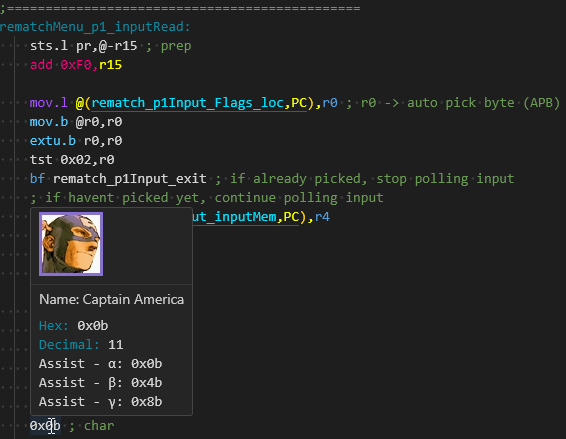 ;=============================================
rematchMenu_p1_inputRead:
sts.l pr,@-r15 ; prep
add 0xF0,r15
mov.l @(rematch_p1Input_Flags_loc,PC),r0 ; r0 -> auto pick byte (APB)
mov.b @r0,r0
extu.b r0,r0
tst 0x02,r0
bf rematch_p1Input_exit ; if already picked, stop polling input
; if havent picked yet, continue polling input
ut_inputMem,PC),r4
Name: Captain America
Hex: 0x0b
Decimal: 11
Assist - α: 0x0b
Assist - β: 0x4b
Assist - γ: 0x8b
0x0b ; char